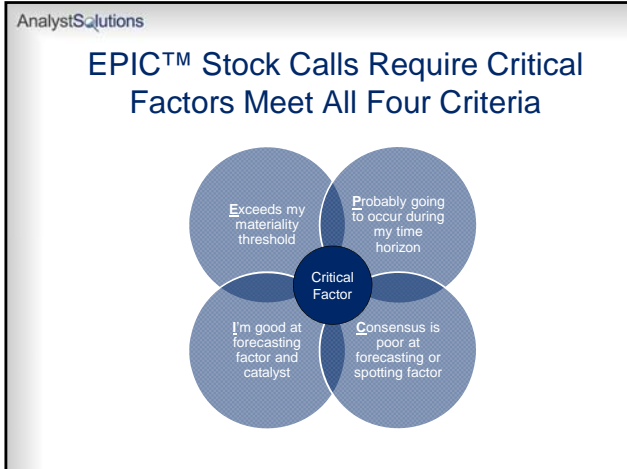 AnalystSolutions
EPIC™ Stock Calls Require Critical
Factors Meet All Four Criteria
Exceeds my
materiality
threshold
Probably going
to occur during
my time
horizon
Critical
Factor
I'm good at
forecasting
factor and
catalyst
Consensus is
poor at
forecasting or
spotting factor